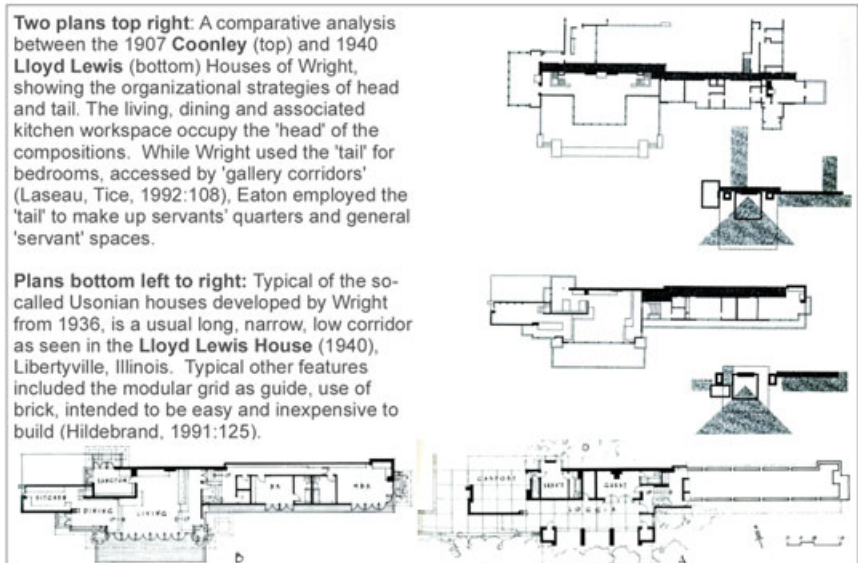 Two plans top right: A comparative analysis
between the 1907 Coonley (top) and 1940
Lloyd Lewis (bottom) Houses of Wright,
showing the organizational strategies of head
and tail. The living, dining and associated
kitchen workspace occupy the 'head' of the
compositions. While Wright used the 'tail' for
bedrooms, accessed by 'gallery corridors'
(Laseau, Tice, 1992:108), Eaton employed the
'tail' to make up servants' quarters and general
'servant' spaces.
Plans bottom left to right: Typical of the so-
called Usonian houses developed by Wright
from 1936, is a usual long, narrow, low corridor
as seen in the Lloyd Lewis House (1940),
Libertyville, Illinois. Typical other features
included the modular grid as guide, use of
brick, intended to be easy and inexpensive to
build (Hildebrand, 1991:125).
SANCTUM
KITCHEN
DINING
LIVING
BR.
M.B.R.
CARPORT
GUEST
LOGGIA